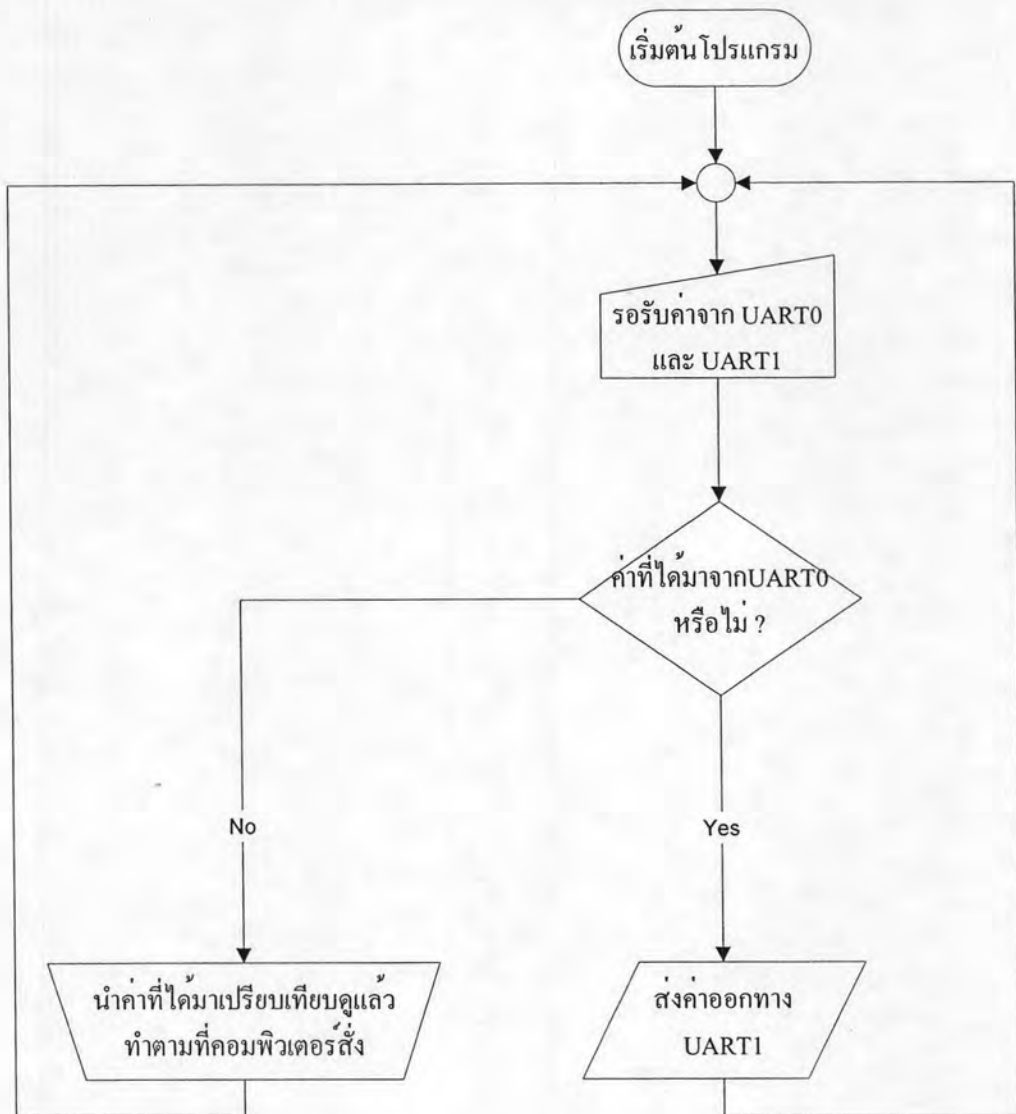 เริ่มต้นโปรแกรม
รอรับค่าจาก UART0
และ UART1
ค่าที่ได้มาจากUART0
หรือไม่ ?
No
Yes
นำค่าที่ได้มาเปรียบเทียบดูแล้ว
ทำตามที่คอมพิวเตอร์สั่ง
ส่งค่าออกทาง
UART1